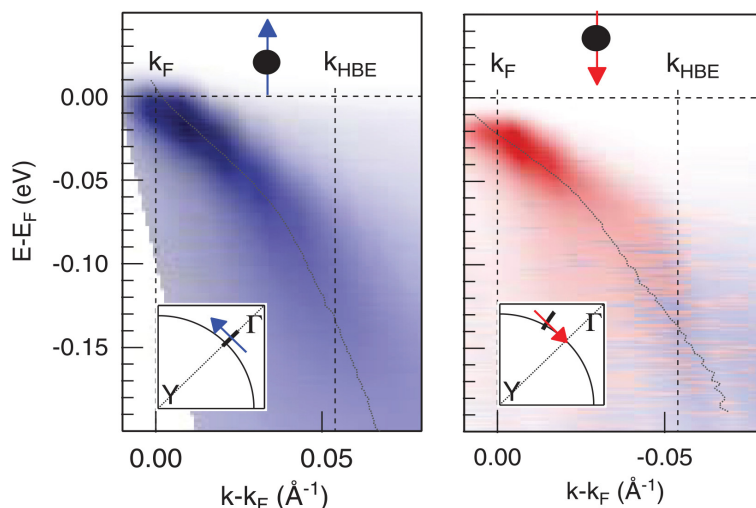 k_F
k_HBE
k_F
k_HBE
0.00
-0.05
-0.10
-0.15
E-E_F (eV)
Γ
Y
Γ
Y
0.00
0.05
0.00
-0.05
k-k_F (Å⁻¹)
k-k_F (Å⁻¹)